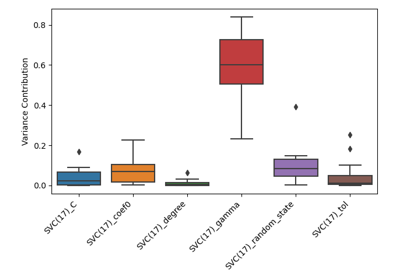 Variance Contribution
0.8
0.6
0.4
0.2
0.0
SVC(17)_C
SVC(17)_coef0
SVC(17)_degree
SVC(17)_gamma
SVC(17)_random_state
SVC(17)_tol